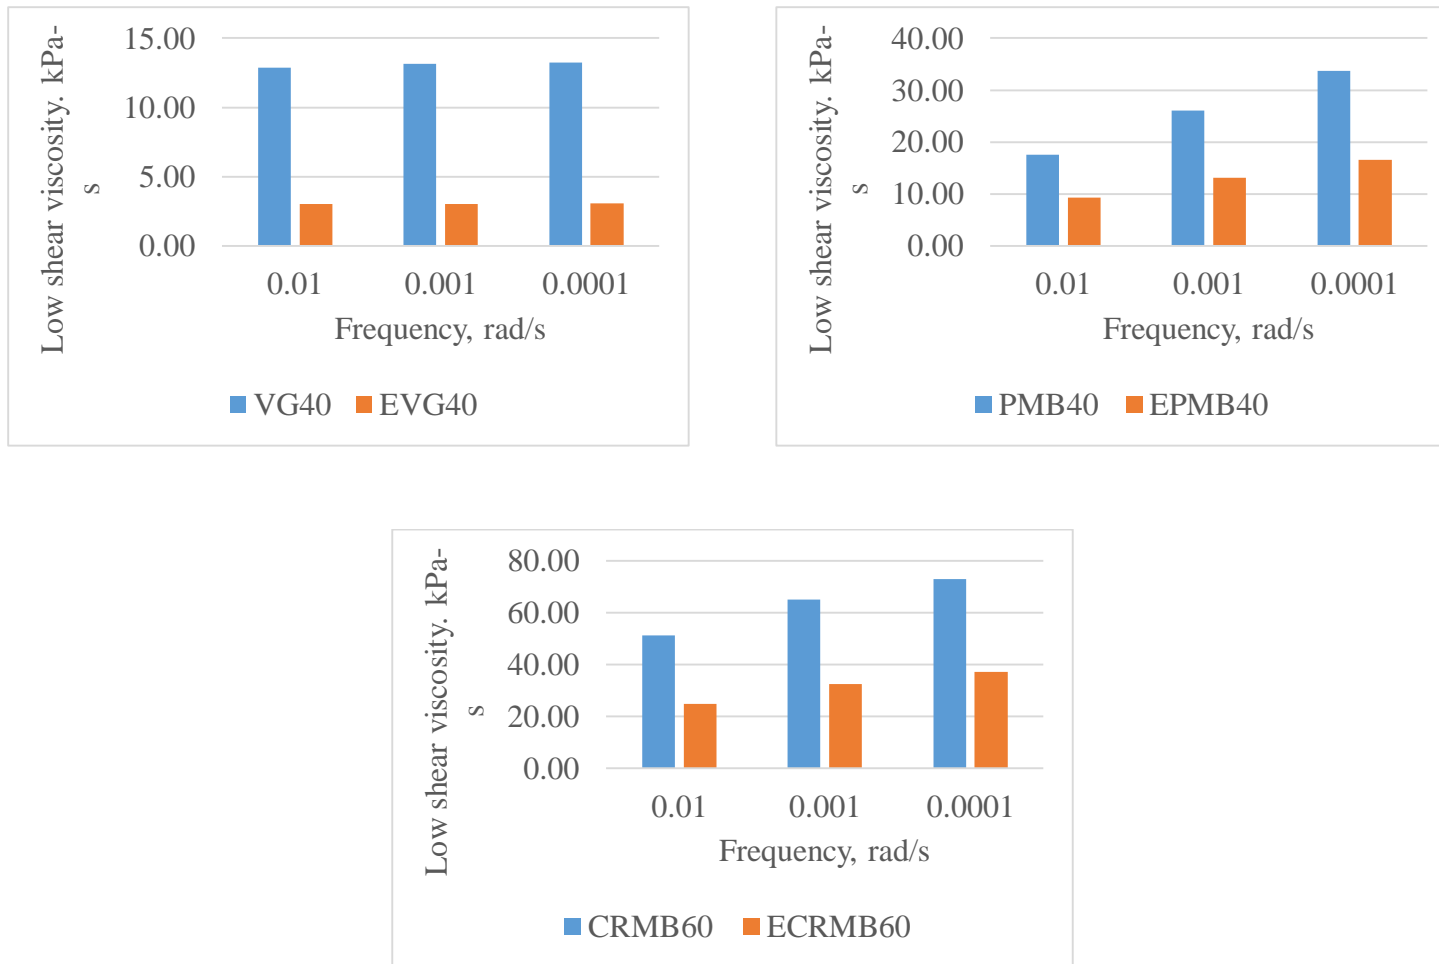 Low shear viscosity. kPa-
s
15.00
10.00
5.00
0.00
0.01 0.001 0.0001
Frequency, rad/s
VG40 EVG40
Low shear viscosity. kPa-
s
40.00
30.00
20.00
10.00
0.00
0.01 0.001 0.0001
Frequency, rad/s
PMB40 EPMB40
Low shear viscosity. kPa-
s
80.00
60.00
40.00
20.00
0.00
0.01 0.001 0.0001
Frequency, rad/s
CRMB60 ECRMB60